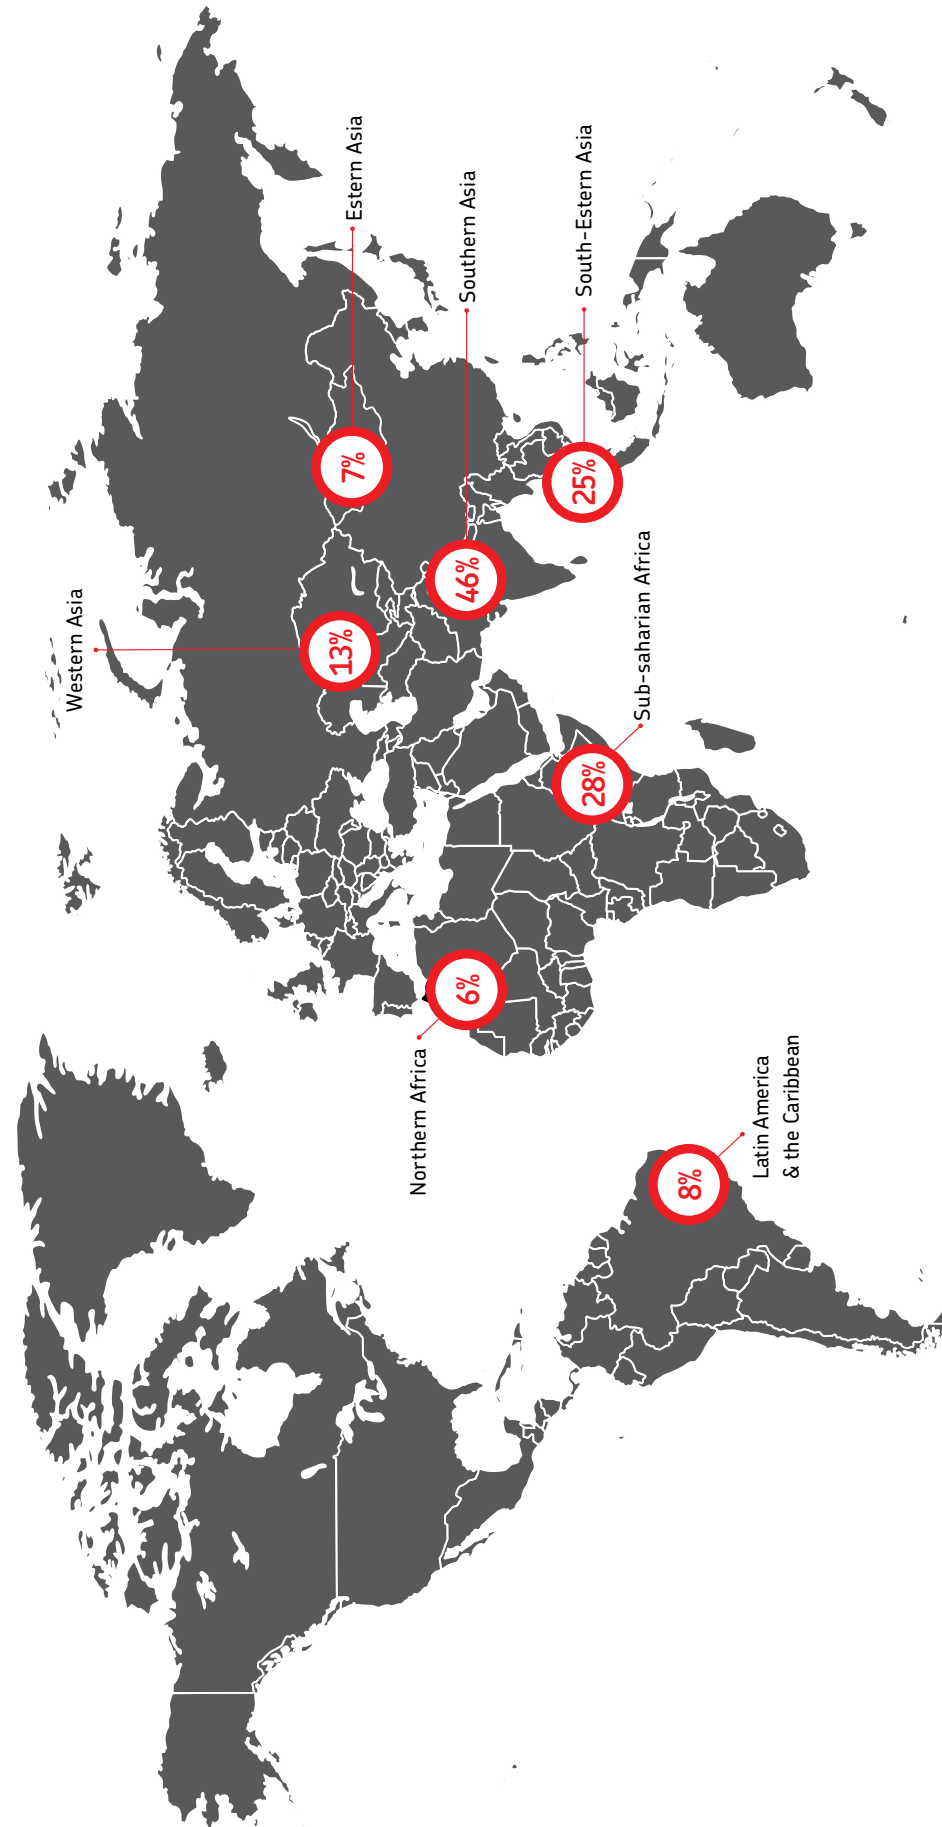 Western Asia
13%
Estern Asia
7%
Southern Asia
46%
South-Estern Asia
25%
Northern Africa
6%
Sub-saharian Africa
28%
Latin America
& the Caribbean
8%